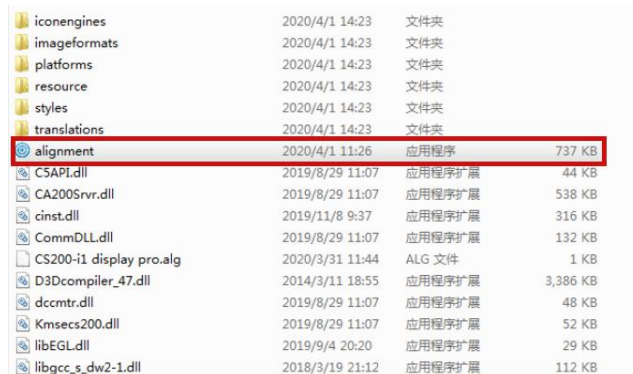 iconengines 2020/4/1 14:23 文件夹
imageformats 2020/4/1 14:23 文件夹
platforms 2020/4/1 14:23 文件夹
resource 2020/4/1 14:23 文件夹
styles 2020/4/1 14:23 文件夹
translations 2020/4/1 14:23 文件夹
alignment 2020/4/1 11:26 应用程序 737 KB
C5API.dll 2019/8/29 11:07 应用程序扩展 44 KB
CA200Srvr.dll 2019/8/29 11:07 应用程序扩展 538 KB
cinst.dll 2019/11/8 9:37 应用程序扩展 316 KB
CommDLL.dll 2019/8/29 11:07 应用程序扩展 132 KB
CS200-i1 display pro.alg 2020/3/31 11:44 ALG 文件 1 KB
D3Dcompiler_47.dll 2014/3/11 18:55 应用程序扩展 3,386 KB
dccmtr.dll 2019/8/29 11:07 应用程序扩展 48 KB
Kmsecs200.dll 2019/8/29 11:07 应用程序扩展 52 KB
libEGL.dll 2019/9/4 20:20 应用程序扩展 29 KB
libgcc_s_dw2-1.dll 2018/3/19 21:12 应用程序扩展 112 KB